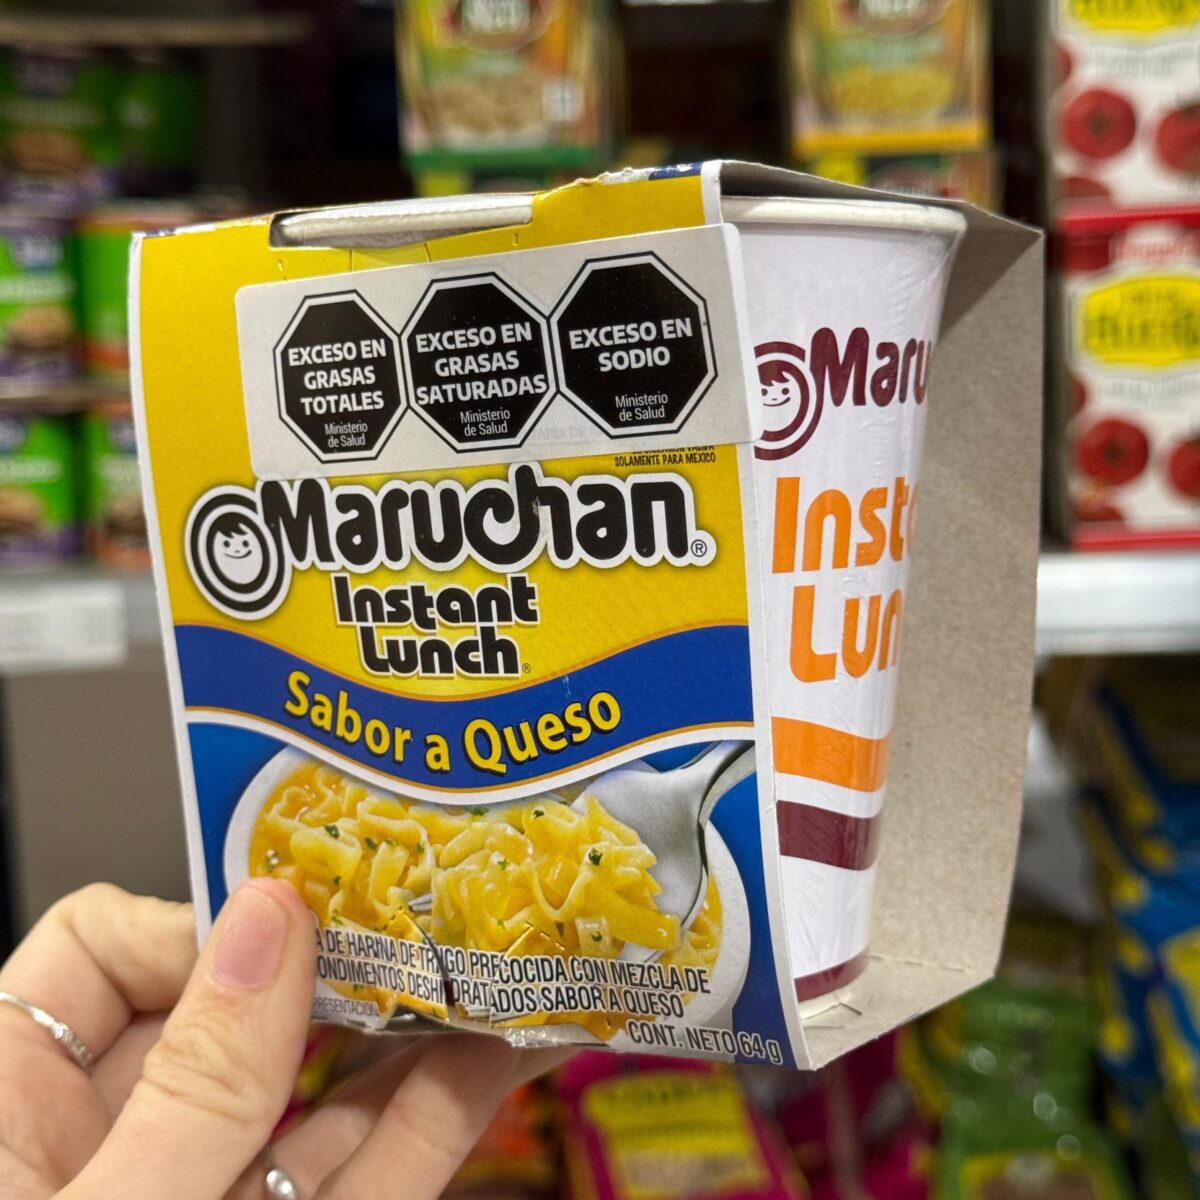 EXCESO EN
GRASAS
TOTALES
Ministerio
de Salud
EXCESO EN
GRASAS
SATURADAS
Ministerio
de Salud
EXCESO EN
SODIO
Ministerio
de Salud
SOLAMENTE PARA MEXICO
Maruchan®
Instant
Lunch®
Sabor a Queso
A DE HARINA DE TRIGO PRECOCIDA CON MEZCLA DE
ONDIMENTOS DESHIDRATADOS SABOR A QUESO
PRESENTACION
CONT. NETO 64 g
Maru
Inst
Lun